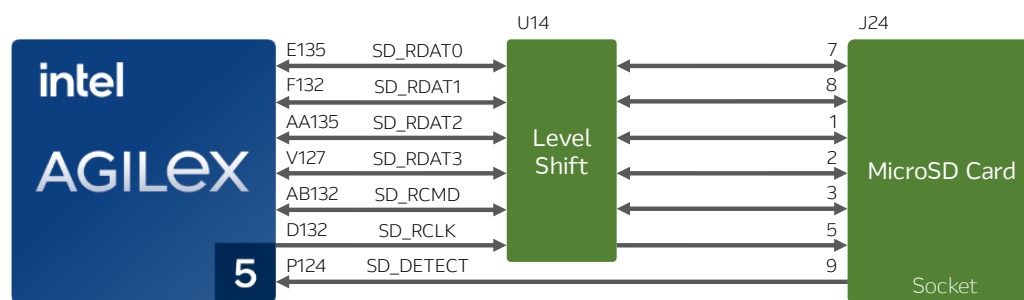 U14 J24
E135 SD_RDAT0 7
intel
F132 SD_RDAT1 8
AA135 SD_RDAT2 1
Level
Shift
AGILEX
V127 SD_RDAT3 2
MicroSD Card
AB132 SD_RCMD 3
D132 SD_RCLK 5
5
P124 SD_DETECT 9
Socket